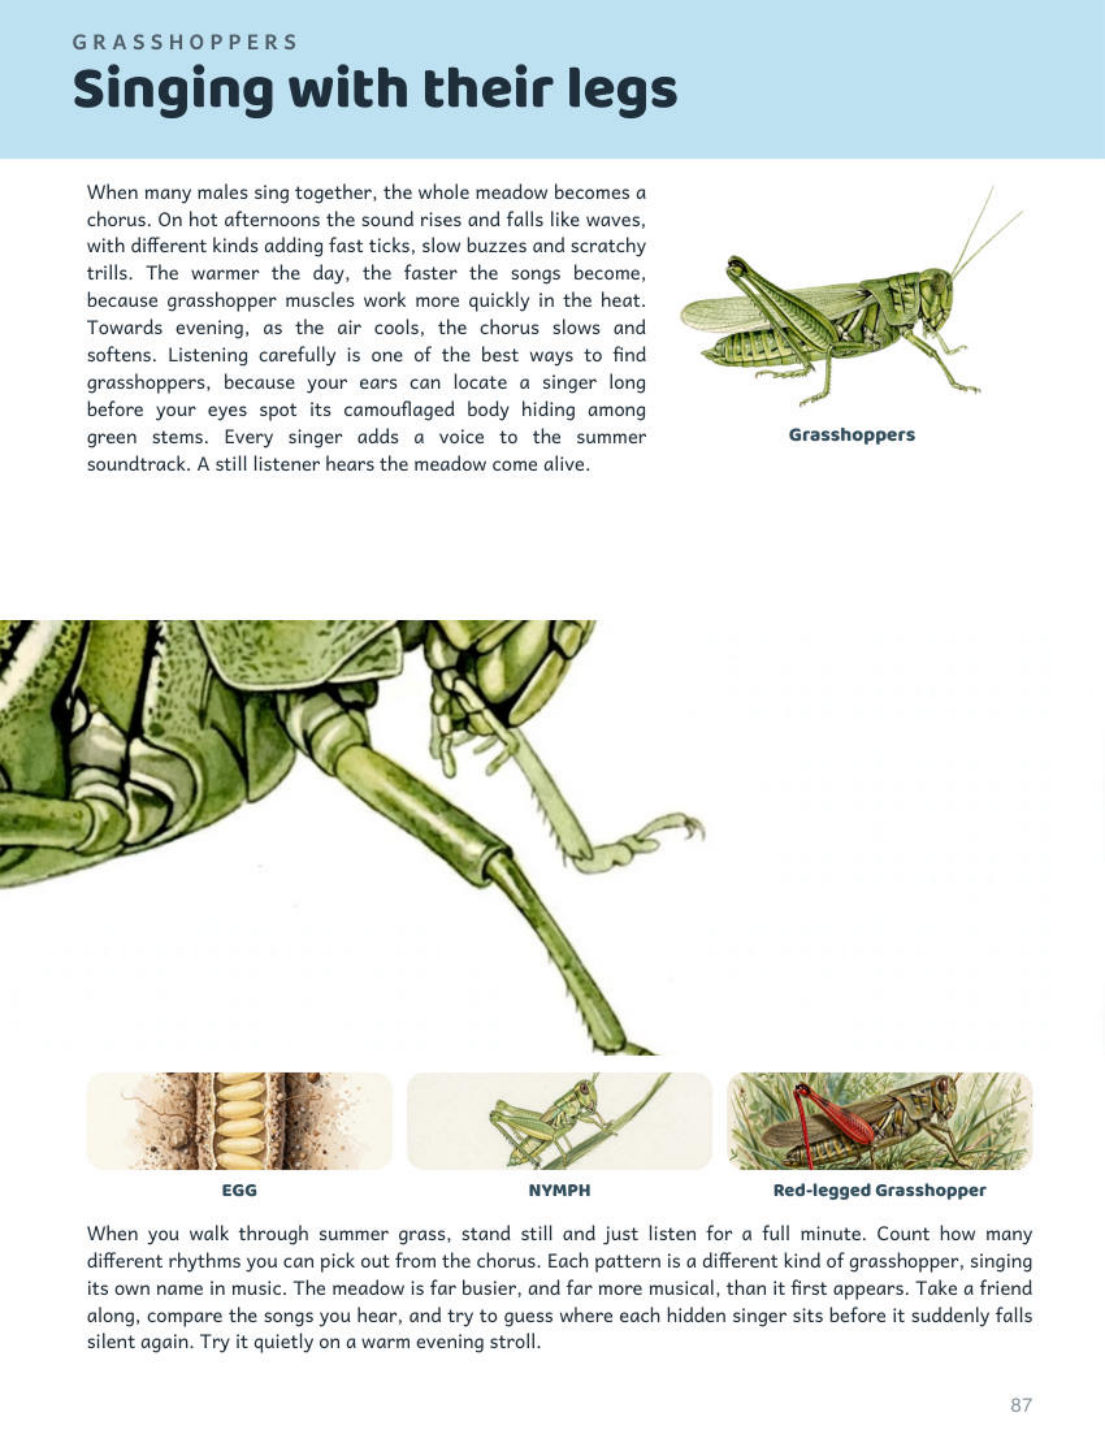 GRASSHOPPERS
Singing with their legs
When many males sing together, the whole meadow becomes a
chorus. On hot afternoons the sound rises and falls like waves,
with different kinds adding fast ticks, slow buzzes and scratchy
trills. The warmer the day, the faster the songs become,
because grasshopper muscles work more quickly in the heat.
Towards evening, as the air cools, the chorus slows and
softens. Listening carefully is one of the best ways to find
grasshoppers, because your ears can locate a singer long
before your eyes spot its camouflaged body hiding among
green stems. Every singer adds a voice to the summer
soundtrack. A still listener hears the meadow come alive.
Grasshoppers
EGG
NYMPH
Red-legged Grasshopper
When you walk through summer grass, stand still and just listen for a full minute. Count how many
different rhythms you can pick out from the chorus. Each pattern is a different kind of grasshopper, singing
its own name in music. The meadow is far busier, and far more musical, than it first appears. Take a friend
along, compare the songs you hear, and try to guess where each hidden singer sits before it suddenly falls
silent again. Try it quietly on a warm evening stroll.
87